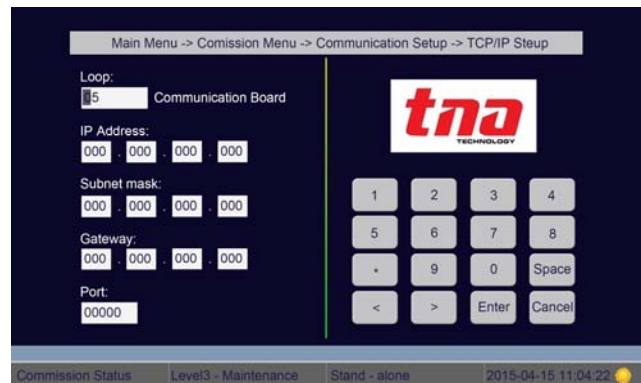 Main Menu -> Comission Menu -> Communication Setup -> TCP/IP Steup
Loop:
05 Communication Board
IP Address:
000 . 000 . 000 . 000
Subnet mask:
000 . 000 . 000 . 000
Gateway:
000 . 000 . 000 . 000
Port:
00000
tna
TECHNOLOGY
1 2 3 4
5 6 7 8
* 9 0 Space
< > Enter Cancel
Commission Status Level3 - Maintenance Stand - alone 2015-04-15 11:04:22